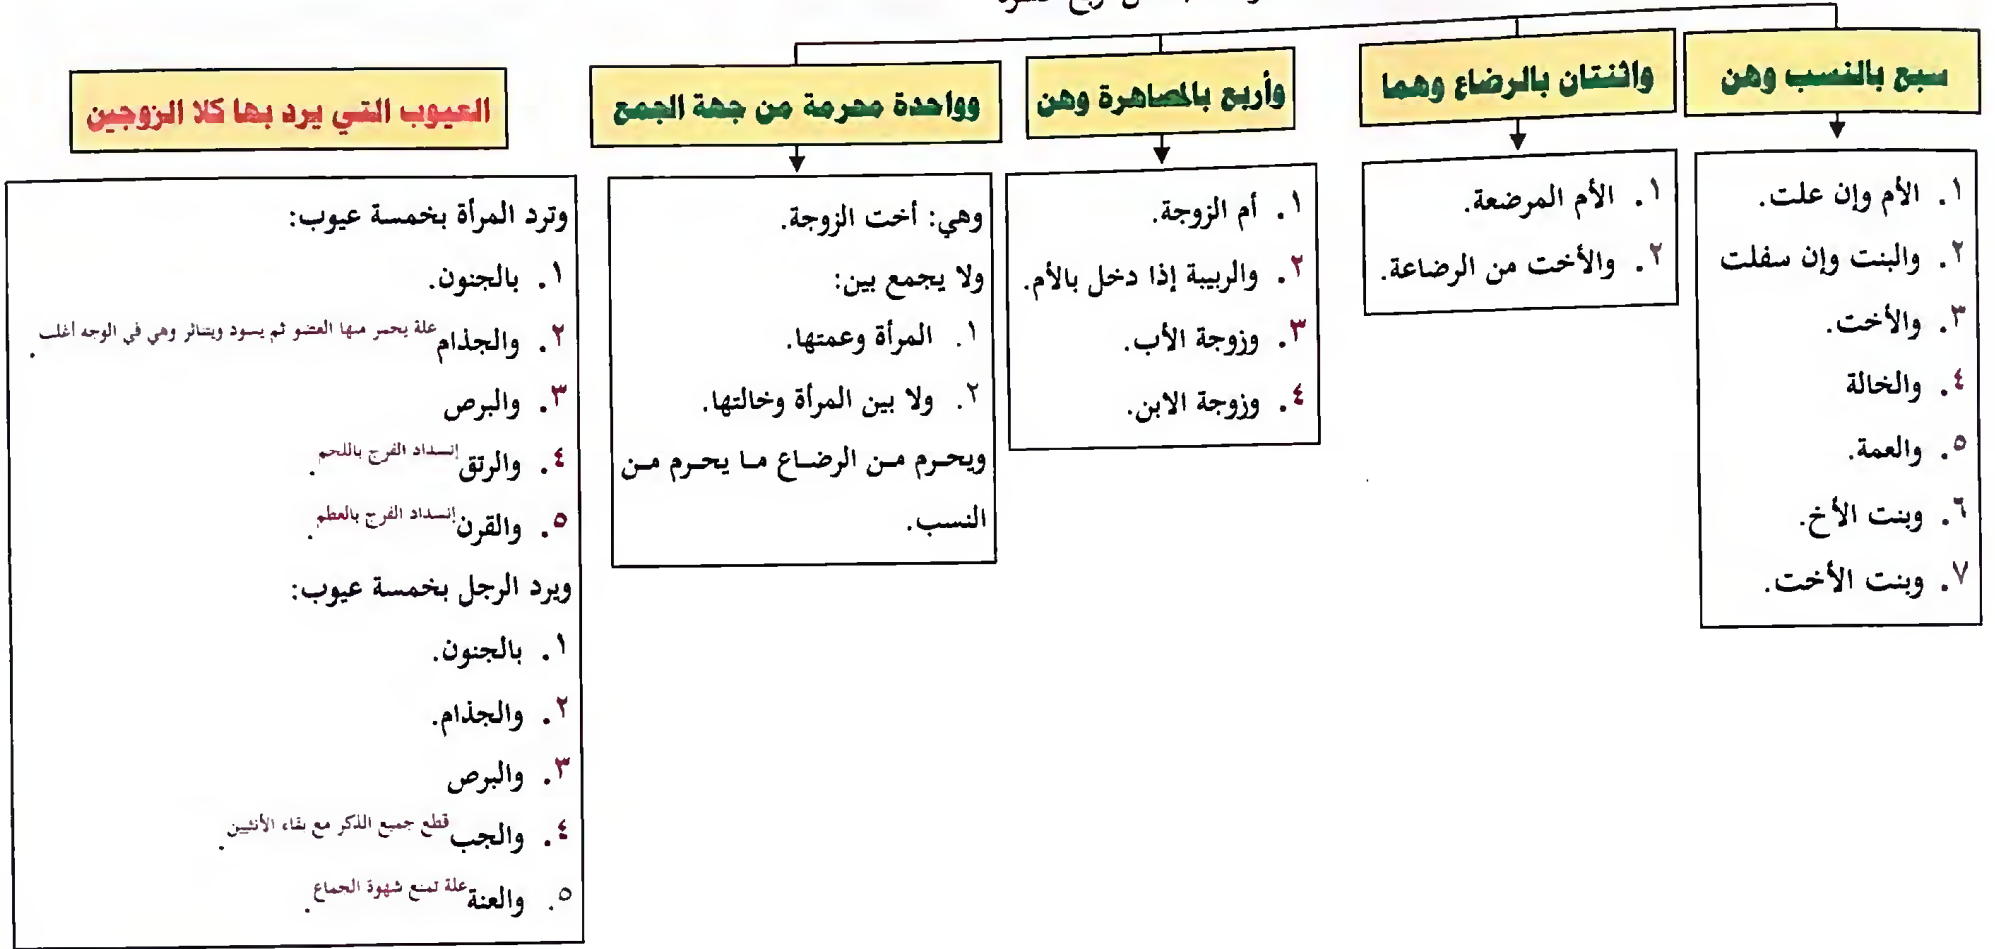 أربع
سبع بالنسب وهن
١. الأم وإن علت.
٢. والبنت وإن سفلت
٣. والأخت.
٤. والخالة
٥. والعمة.
٦. وبنت الأخ.
٧. وبنت الأخت.
واثنتان بالرضاع وهما
١. الأم المرضعة.
٢. والأخت من الرضاعة.
وأربع بالمصاهرة وهن
١. أم الزوجة.
٢. والربيبة إذا دخل بالأم.
٣. وزوجة الأب.
٤. وزوجة الابن.
وواحدة محرمة من جهة الجمع
وهي: أخت الزوجة.
ولا يجمع بين:
١. المرأة وعمتها.
٢. ولا بين المرأة وخالتها.
ويحرم من الرضاع ما يحرم من
النسب.
العيوب التي يرد بها كلا الزوجين
وترد المرأة بخمسة عيوب:
١. بالجنون.
٢. والجذام علة يحمر منها العضو ثم يسود ويتناثر وهي في الوجه أغلب.
٣. والبرص
٤. والرتق إنسداد الفرج باللحم.
٥. والقرن إنسداد الفرج بالعظم.
ويرد الرجل بخمسة عيوب:
١. بالجنون.
٢. والجذام.
٣. والبرص
٤. والجب قطع جميع الذكر مع بقاء الأنثيين.
٥. والعنة علة تمنع شهوة الجماع.